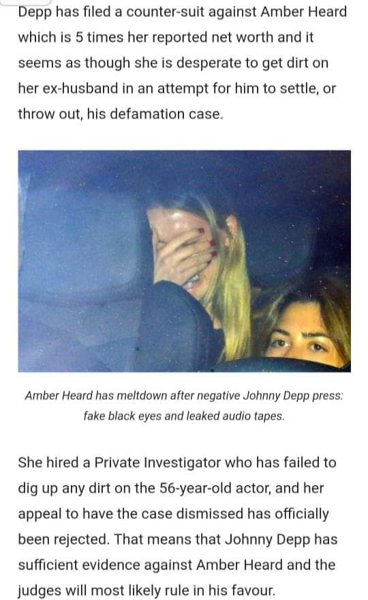 Depp has filed a counter-suit against Amber Heard
which is 5 times her reported net worth and it
seems as though she is desperate to get dirt on
her ex-husband in an attempt for him to settle, or
throw out, his defamation case.
Amber Heard has meltdown after negative Johnny Depp press:
fake black eyes and leaked audio tapes.
She hired a Private Investigator who has failed to
dig up any dirt on the 56-year-old actor, and her
appeal to have the case dismissed has officially
been rejected. That means that Johnny Depp has
sufficient evidence against Amber Heard and the
judges will most likely rule in his favour.